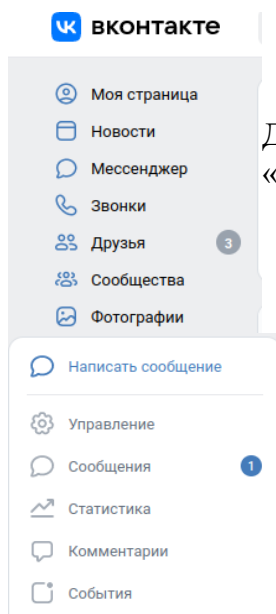 вконтакте
Моя страница
Новости
Мессенджер
Звонки
Друзья 3
Сообщества
Фотографии
Написать сообщение
Управление
Сообщения 1
Статистика
Комментарии
События